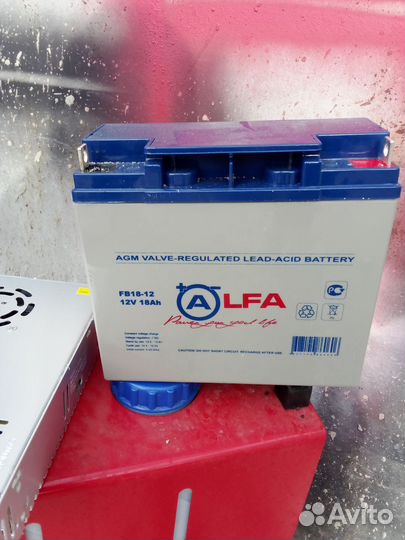 AGM VALVE-REGULATED LEAD-ACID BATTERY
FB18-12
12V 18Ah
ALFA
Power your sport life
CAUTION: DO NOT SHORT CIRCUIT. RECHARGE AFTER USE
Avito